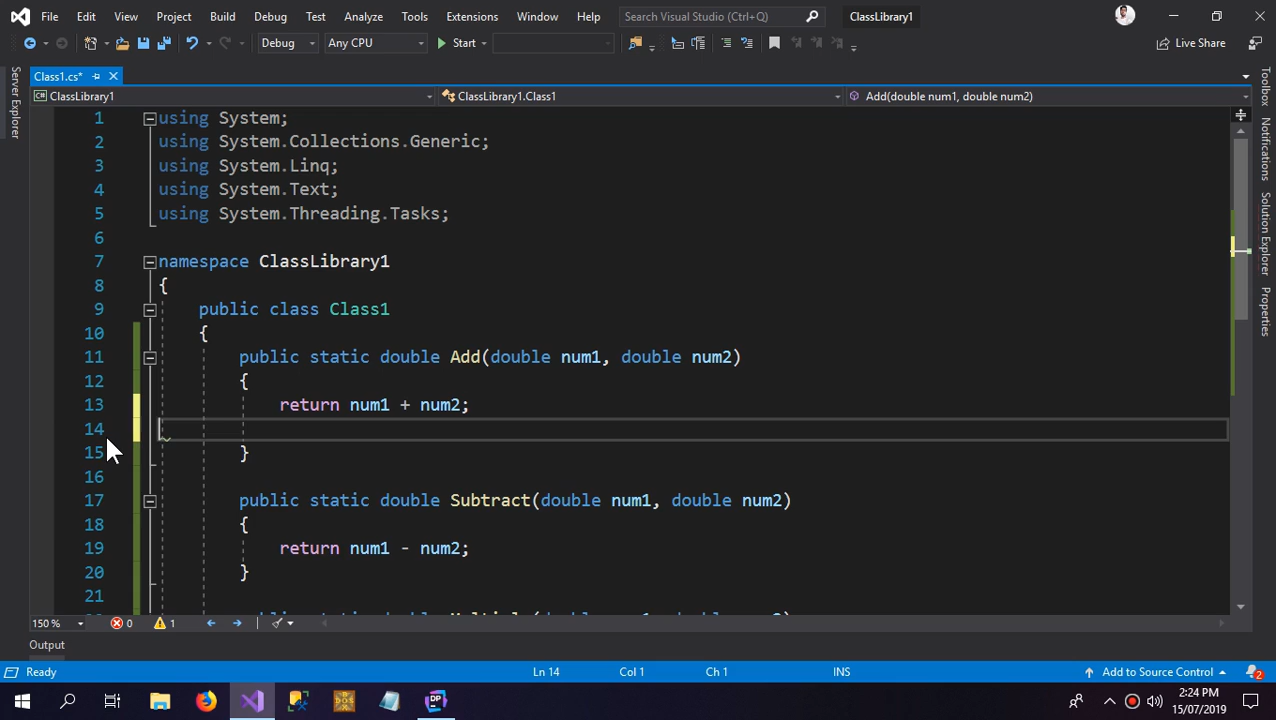 File Edit View Project Build Debug Test Analyze Tools Extensions Window Help Search Visual Studio (Ctrl+Q) ClassLibrary1
Debug Any CPU Start Live Share
Class1.cs*
ClassLibrary1 ClassLibrary1.Class1 Add(double num1, double num2)
Server Explorer
1 using System;
2 using System.Collections.Generic;
3 using System.Linq;
4 using System.Text;
5 using System.Threading.Tasks;
6
7 namespace ClassLibrary1
8 {
9 public class Class1
10 {
11 public static double Add(double num1, double num2)
12 {
13 return num1 + num2;
14
15 }
16
17 public static double Subtract(double num1, double num2)
18 {
19 return num1 - num2;
20 }
21
Toolbox
Notifications
Solution Explorer
Properties
150 % 0 1
Output
Ready Ln 14 Col 1 Ch 1 INS Add to Source Control 2
DOS DP 2:24 PM
15/07/2019